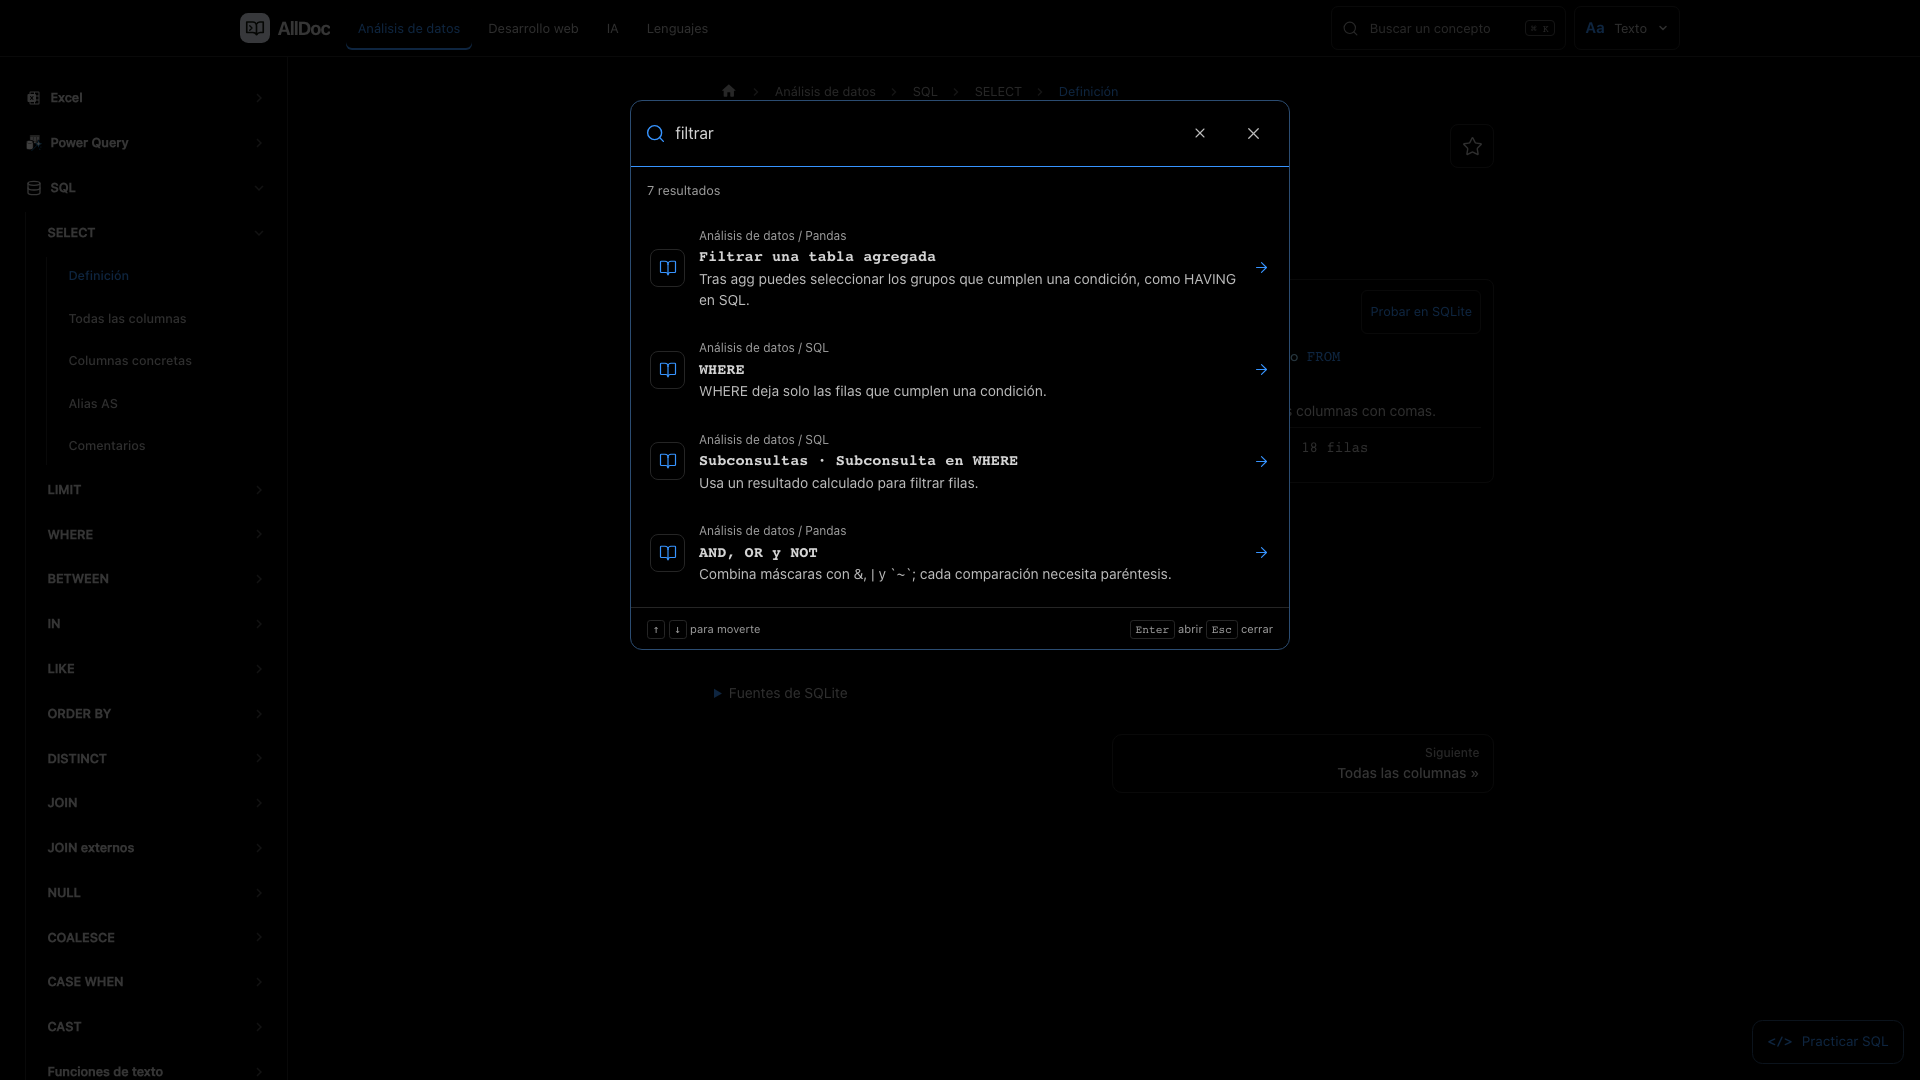 AllDoc
Análisis de datos
Desarrollo web
IA
Lenguajes
Buscar un concepto
⌘ K
Aa Texto
Excel
Power Query
SQL
SELECT
Definición
Todas las columnas
Columnas concretas
Alias AS
Comentarios
LIMIT
WHERE
BETWEEN
IN
LIKE
ORDER BY
DISTINCT
JOIN
JOIN externos
NULL
COALESCE
CASE WHEN
CAST
Funciones de texto
Análisis de datos
SQL
SELECT
Definición
filtrar
7 resultados
Análisis de datos / Pandas
Filtrar una tabla agregada
Tras agg puedes seleccionar los grupos que cumplen una condición, como HAVING
en SQL.
Análisis de datos / SQL
WHERE
WHERE deja solo las filas que cumplen una condición.
Análisis de datos / SQL
Subconsultas · Subconsulta en WHERE
Usa un resultado calculado para filtrar filas.
Análisis de datos / Pandas
AND, OR y NOT
Combina máscaras con &, | y `~`; cada comparación necesita paréntesis.
↑ ↓ para moverte
Enter abrir Esc cerrar
Probar en SQLite
o FROM
columnas con comas.
18 filas
Fuentes de SQLite
Siguiente
Todas las columnas »
</> Practicar SQL